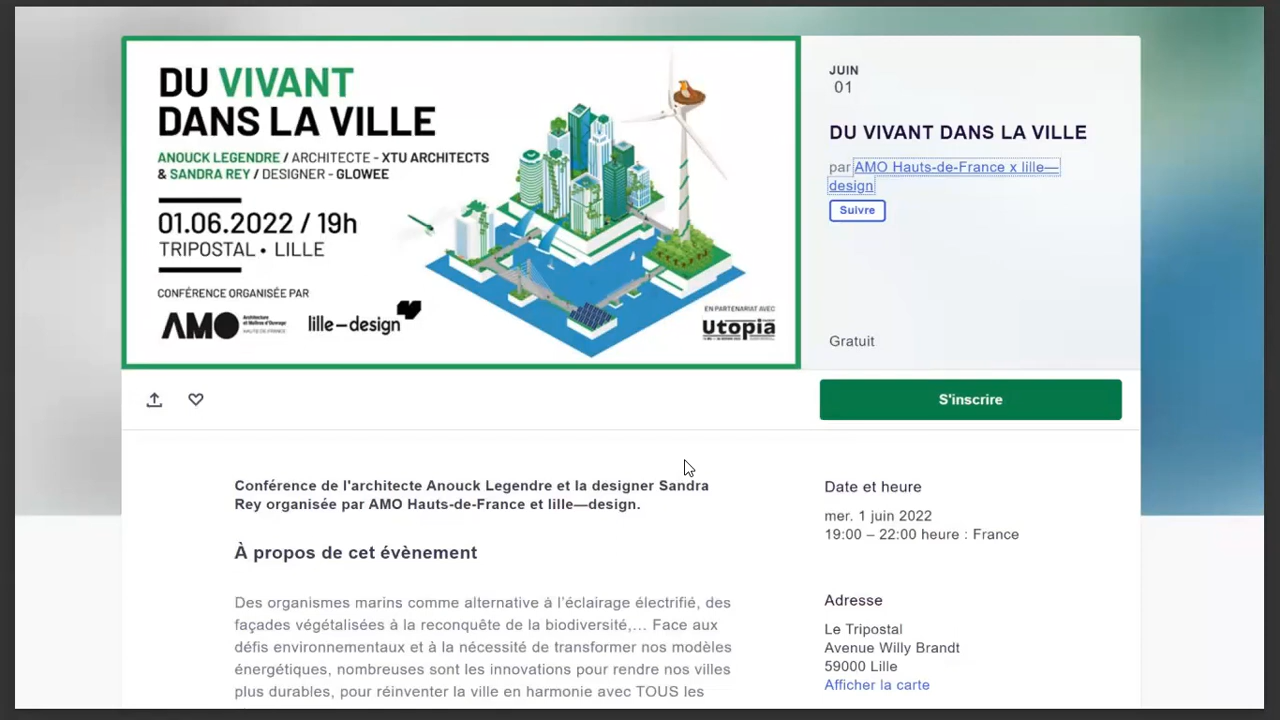 DU VIVANT
DANS LA VILLE
ANOUCK LEGENDRE / ARCHITECTE - XTU ARCHITECTS
& SANDRA REY / DESIGNER - GLOWEE
01.06.2022 / 19h
TRIPOSTAL • LILLE
CONFÉRENCE ORGANISÉE PAR
AMO
Architecture
et Maîtres d'Ouvrage
HAUTS-DE-FRANCE
lille—design
EN PARTENARIAT AVEC
Utopia
JUIN
01
DU VIVANT DANS LA VILLE
par AMO Hauts-de-France x lille—
design
Suivre
Gratuit
S'inscrire
Conférence de l'architecte Anouck Legendre et la designer Sandra
Rey organisée par AMO Hauts-de-France et lille—design.
À propos de cet évènement
Des organismes marins comme alternative à l'éclairage électrifié, des
façades végétalisées à la reconquête de la biodiversité,… Face aux
défis environnementaux et à la nécessité de transformer nos modèles
énergétiques, nombreuses sont les innovations pour rendre nos villes
plus durables, pour réinventer la ville en harmonie avec TOUS les
Date et heure
mer. 1 juin 2022
19:00 – 22:00 heure : France
Adresse
Le Tripostal
Avenue Willy Brandt
59000 Lille
Afficher la carte